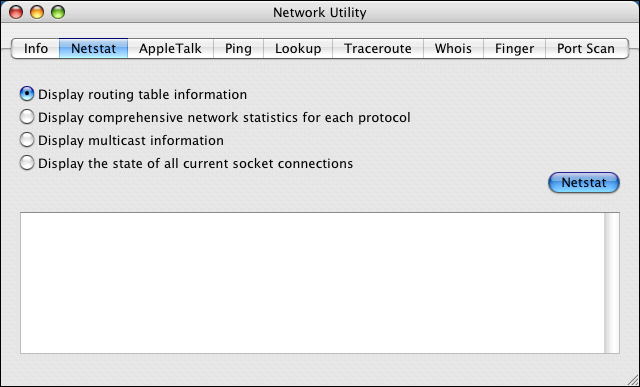 Network Utility
Info Netstat AppleTalk Ping Lookup Traceroute Whois Finger Port Scan
Display routing table information
Display comprehensive network statistics for each protocol
Display multicast information
Display the state of all current socket connections
Netstat